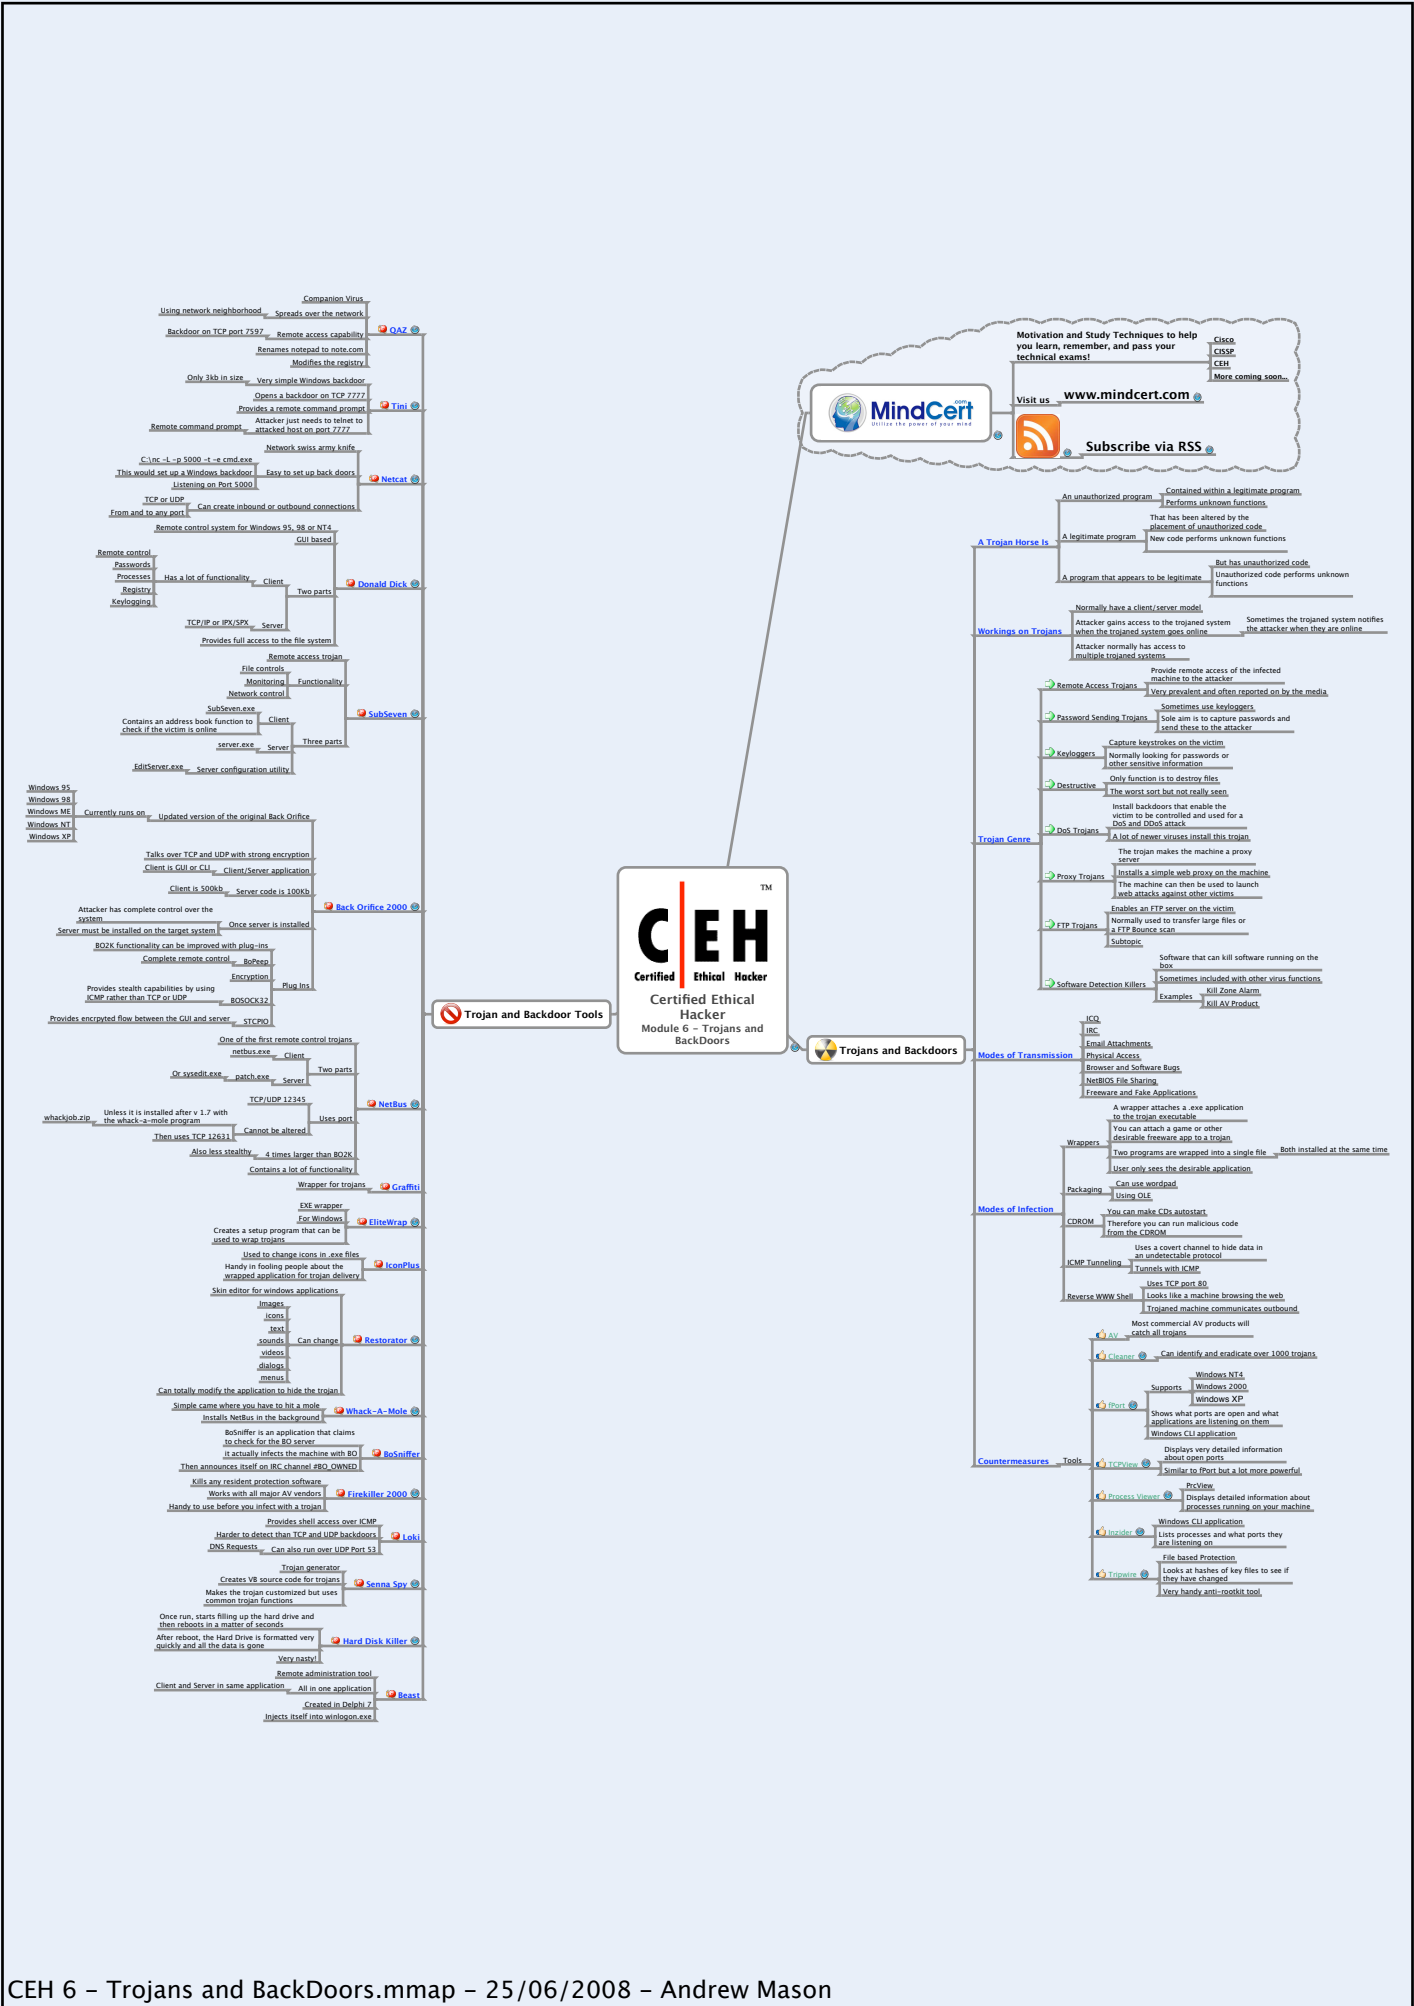 Companion Virus
Using network neighborhood
Spreads over the network
Backdoor on TCP port 7597
Remote access capability
QAZ
Renames notepad to note.com
Modifies the registry
Only 3kb in size
Very simple Windows backdoor
Opens a backdoor on TCP 7777
Provides a remote command prompt
Tini
Remote command prompt
Attacker just needs to telnet to
attacked host on port 7777
Network swiss army knife
C:\nc -L -p 5000 -t -e cmd.exe
This would set up a Windows backdoor
Easy to set up back doors
Listening on Port 5000
Netcat
TCP or UDP
From and to any port
Can create inbound or outbound connections
Remote control system for Windows 95, 98 or NT4
GUI based
Remote control
Passwords
Processes
Registry
Keylogging
Has a lot of functionality
Client
Two parts
Donald Dick
TCP/IP or IPX/SPX
Server
Provides full access to the file system
Remote access trojan
File controls
Monitoring
Network control
Functionality
SubSeven
SubSeven.exe
Contains an address book function to
check if the victim is online
Client
server.exe
Server
Three parts
EditServer.exe
Server configuration utility
Windows 95
Windows 98
Windows ME
Windows NT
Windows XP
Currently runs on
Updated version of the original Back Orifice
Talks over TCP and UDP with strong encryption
Client is GUI or CLI
Client/Server application
Client is 500kb
Server code is 100Kb
Back Orifice 2000
Attacker has complete control over the
system
Server must be installed on the target system
Once server is installed
BO2K functionality can be improved with plug-ins
Complete remote control
BoPeep
Encryption
Plug Ins
Provides stealth capabilities by using
ICMP rather than TCP or UDP
BOSOCK32
Provides encrpyted flow between the GUI and server
STCPIO
One of the first remote control trojans
netbus.exe
Client
Or sysedit.exe
patch.exe
Server
Two parts
NetBus
TCP/UDP 12345
Uses port
whackjob.zip
Unless it is installed after v 1.7 with
the whack-a-mole program
Then uses TCP 12631
Cannot be altered
Also less stealthy
4 times larger than BO2K
Contains a lot of functionality
Wrapper for trojans
Graffiti
EXE wrapper
For Windows
Creates a setup program that can be
used to wrap trojans
EliteWrap
Used to change icons in .exe files
Handy in fooling people about the
wrapped application for trojan delivery
IconPlus
Skin editor for windows applications
Images
icons
text
sounds
videos
dialogs
menus
Can change
Restorator
Can totally modify the application to hide the trojan
Simple came where you have to hit a mole
Installs NetBus in the background
Whack-A-Mole
BoSniffer is an application that claims
to check for the BO server
it actually infects the machine with BO
Then announces itself on IRC channel #BO_OWNED
BoSniffer
Kills any resident protection software
Works with all major AV vendors
Handy to use before you infect with a trojan
Firekiller 2000
Provides shell access over ICMP
Harder to detect than TCP and UDP backdoors
DNS Requests
Can also run over UDP Port 53
Loki
Trojan generator
Creates VB source code for trojans
Makes the trojan customized but uses
common trojan functions
Senna Spy
Once run, starts filling up the hard drive and
then reboots in a matter of seconds
After reboot, the Hard Drive is formatted very
quickly and all the data is gone
Very nasty!
Hard Disk Killer
Remote administration tool
Client and Server in same application
All in one application
Created in Delphi 7
Injects itself into winlogon.exe
Beast
Trojan and Backdoor Tools
TM
C EH
Certified Ethical Hacker
Certified Ethical
Hacker
Module 6 - Trojans and
BackDoors
MindCert
.com
Utilize the power of your mind
Motivation and Study Techniques to help
you learn, remember, and pass your
technical exams!
Cisco
CISSP
CEH
More coming soon...
Visit us
www.mindcert.com
Subscribe via RSS
Trojans and Backdoors
A Trojan Horse Is
An unauthorized program
Contained within a legitimate program
Performs unknown functions
A legitimate program
That has been altered by the
placement of unauthorized code
New code performs unknown functions
A program that appears to be legitimate
But has unauthorized code
Unauthorized code performs unknown
functions
Workings on Trojans
Normally have a client/server model
Attacker gains access to the trojaned system
when the trojaned system goes online
Sometimes the trojaned system notifies
the attacker when they are online
Attacker normally has access to
multiple trojaned systems
Trojan Genre
Remote Access Trojans
Provide remote access of the infected
machine to the attacker
Very prevalent and often reported on by the media
Password Sending Trojans
Sometimes use keyloggers
Sole aim is to capture passwords and
send these to the attacker
Keyloggers
Capture keystrokes on the victim
Normally looking for passwords or
other sensitive information
Destructive
Only function is to destroy files
The worst sort but not really seen
DoS Trojans
Install backdoors that enable the
victim to be controlled and used for a
DoS and DDoS attack
A lot of newer viruses install this trojan
Proxy Trojans
The trojan makes the machine a proxy
server
Installs a simple web proxy on the machine
The machine can then be used to launch
web attacks against other victims
FTP Trojans
Enables an FTP server on the victim
Normally used to transfer large files or
a FTP Bounce scan
Subtopic
Software Detection Killers
Software that can kill software running on the
box
Sometimes included with other virus functions
Examples
Kill Zone Alarm
Kill AV Product
Modes of Transmission
ICQ
IRC
Email Attachments
Physical Access
Browser and Software Bugs
NetBIOS File Sharing
Freeware and Fake Applications
Modes of Infection
Wrappers
A wrapper attaches a .exe application
to the trojan executable
You can attach a game or other
desirable freeware app to a trojan
Two programs are wrapped into a single file
Both installed at the same time
User only sees the desirable application
Packaging
Can use wordpad
Using OLE
CDROM
You can make CDs autostart
Therefore you can run malicious code
from the CDROM
ICMP Tunneling
Uses a covert channel to hide data in
an undetectable protocol
Tunnels with ICMP
Reverse WWW Shell
Uses TCP port 80
Looks like a machine browsing the web
Trojaned machine communicates outbound
Countermeasures
Tools
AV
Most commercial AV products will
catch all trojans
Cleaner
Can identify and eradicate over 1000 trojans
fPort
Supports
Windows NT4
Windows 2000
windows XP
Shows what ports are open and what
applications are listening on them
Windows CLI application
TCPView
Displays very detailed information
about open ports
Similar to fPort but a lot more powerful
Process Viewer
PrcView
Displays detailed information about
processes running on your machine
Inzider
Windows CLI application
Lists processes and what ports they
are listening on
Tripwire
File based Protection
Looks at hashes of key files to see if
they have changed
Very handy anti-rootkit tool
CEH 6 - Trojans and BackDoors.mmap - 25/06/2008 - Andrew Mason